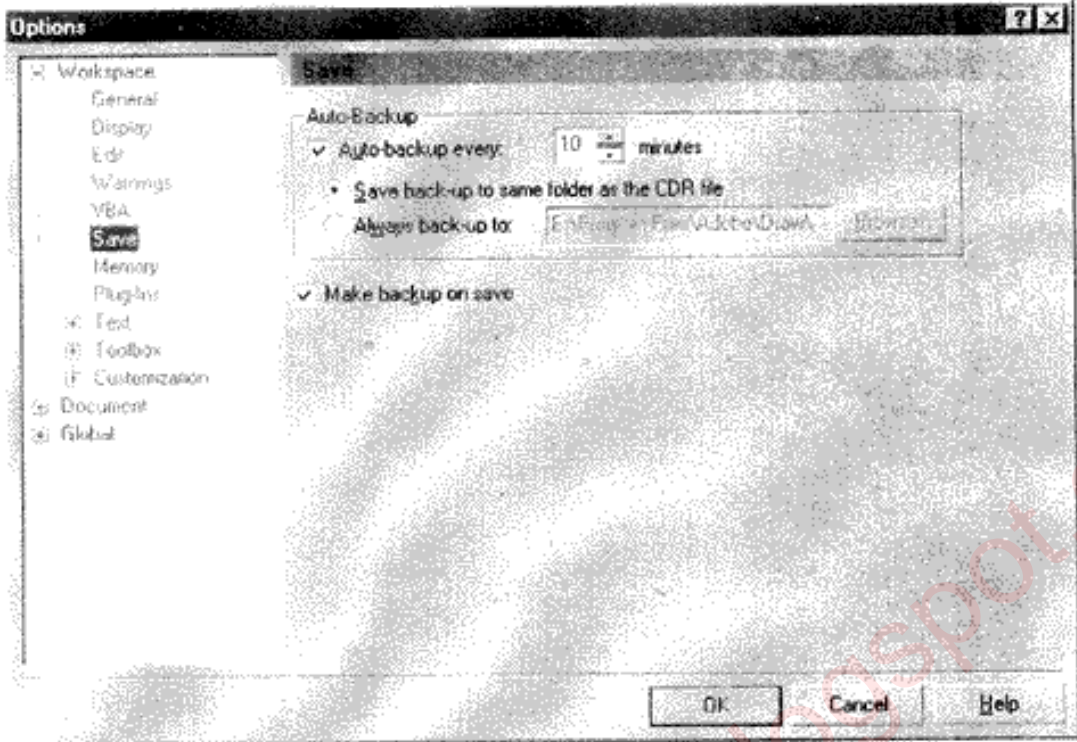 Options
Workspace
General
Display
Edit
Warnings
VBA
Save
Memory
Plug-Ins
Text
Toolbox
Customization
Document
Global
Save
Auto-Backup
Auto-backup every: 10 minutes
Save back-up to same folder as the CDR file
Always back-up to:
Make backup on save
OK Cancel Help